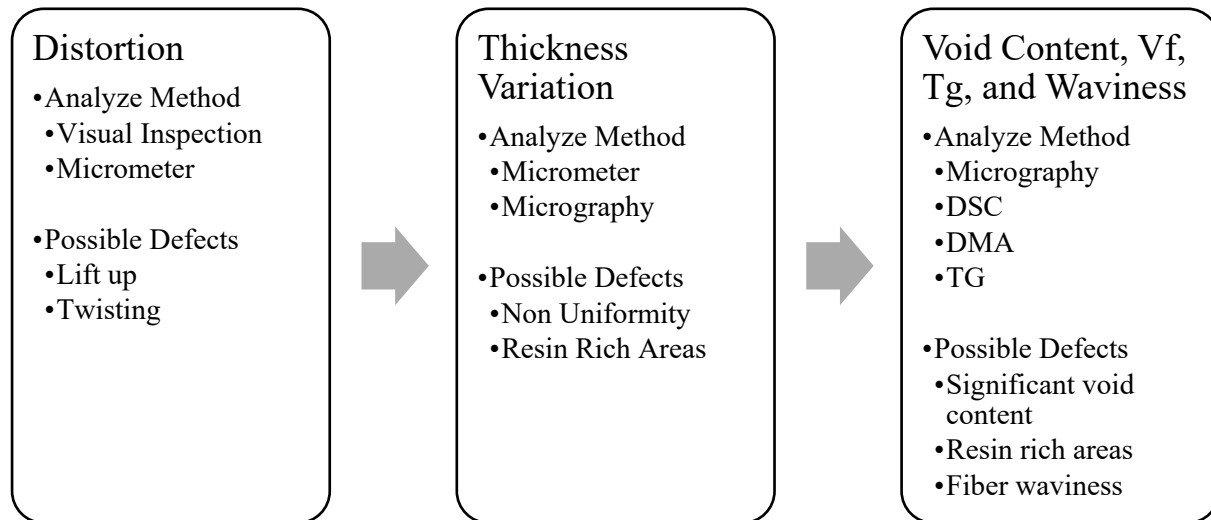 Distortion
•Analyze Method
•Visual Inspection
•Micrometer
•Possible Defects
•Lift up
•Twisting
Thickness
Variation
•Analyze Method
•Micrometer
•Micrography
•Possible Defects
•Non Uniformity
•Resin Rich Areas
Void Content, Vf,
Tg, and Waviness
•Analyze Method
•Micrography
•DSC
•DMA
•TG
•Possible Defects
•Significant void
content
•Resin rich areas
•Fiber waviness